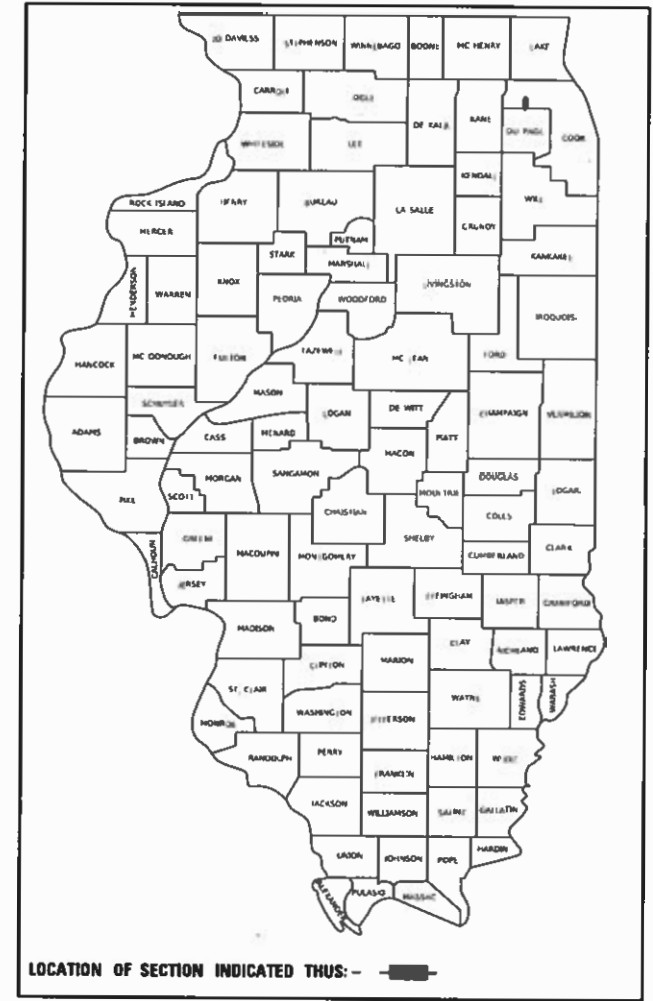 JO DAVIESS STEPHENSON WINNEBAGO BOONE MC HENRY LAKE
CARROLL OGLE
DE KALB KANE DU PAGE COOK
WHITESIDE LEE
KENDALL
ROCK ISLAND HENRY BUREAU LA SALLE WILL
MERCER PUTNAM GRUNDY
STARK MARSHALL KANKAKEE
HENDERSON WARREN KNOX PEORIA WOODFORD LIVINGSTON IROQUOIS
HANCOCK MC DONOUGH FULTON TAZEWELL MC LEAN FORD
SCHUYLER MASON LOGAN DE WITT CHAMPAIGN VERMILION
ADAMS BROWN CASS MENARD MACON PIATT
PIKE SCOTT MORGAN SANGAMON MOULTRIE DOUGLAS EDGAR
CHRISTIAN COLES
CALHOUN GREENE MACOUPIN MONTGOMERY SHELBY CUMBERLAND CLARK
JERSEY FAYETTE EFFINGHAM JASPER CRAWFORD
MADISON BOND CLAY RICHLAND LAWRENCE
CLINTON MARION
ST. CLAIR WAYNE EDWARDS WABASH
MONROE WASHINGTON JEFFERSON
RANDOLPH PERRY HAMILTON WHITE
FRANKLIN
JACKSON WILLIAMSON SALINE GALLATIN
UNION JOHNSON POPE HARDIN
ALEXANDER PULASKI MASSAC
LOCATION OF SECTION INDICATED THUS: -